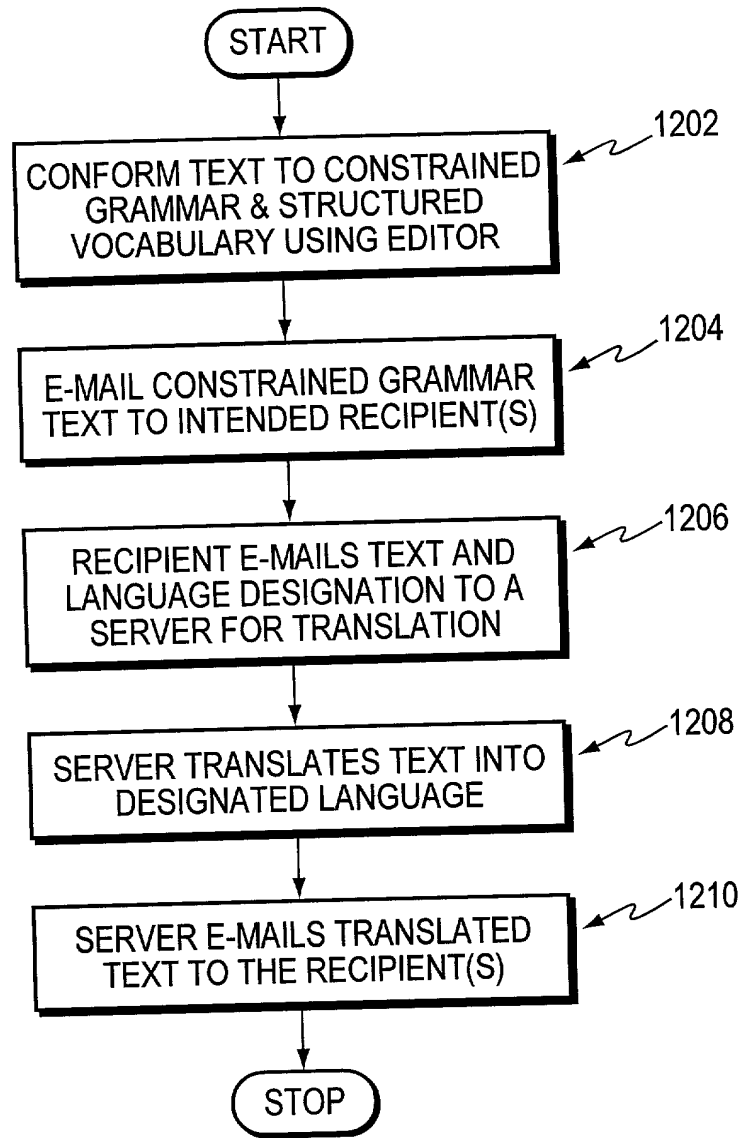 START
1202
CONFORM TEXT TO CONSTRAINED
GRAMMAR & STRUCTURED
VOCABULARY USING EDITOR
1204
E-MAIL CONSTRAINED GRAMMAR
TEXT TO INTENDED RECIPIENT(S)
1206
RECIPIENT E-MAILS TEXT AND
LANGUAGE DESIGNATION TO A
SERVER FOR TRANSLATION
1208
SERVER TRANSLATES TEXT INTO
DESIGNATED LANGUAGE
1210
SERVER E-MAILS TRANSLATED
TEXT TO THE RECIPIENT(S)
STOP